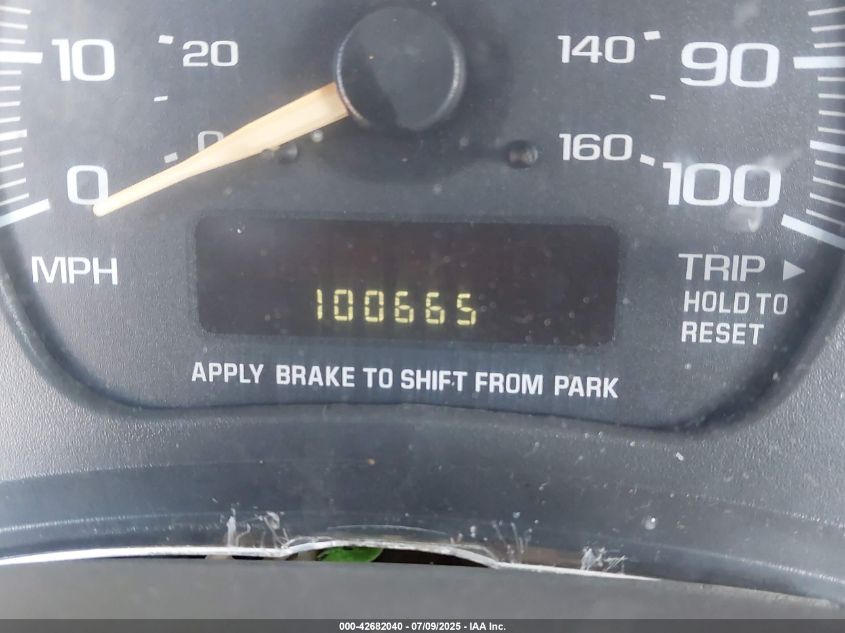 10 20 140 90
0 0 160 100
MPH TRIP ▶
HOLD TO
RESET
100665
APPLY BRAKE TO SHIFT FROM PARK
000-42682040 - 07/09/2025 - IAA Inc.